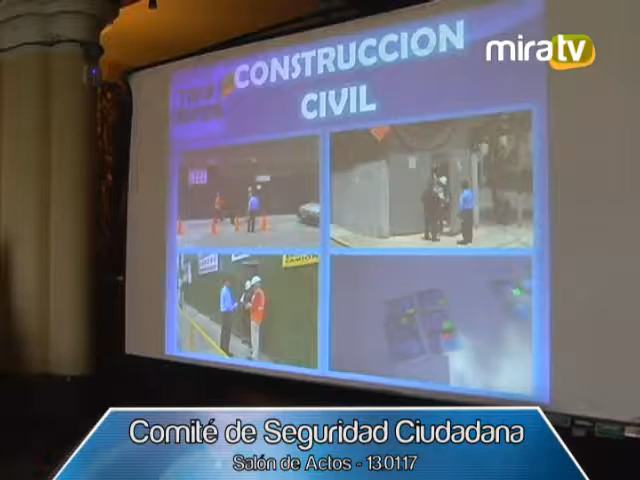 miratv
CONSTRUCCION
CIVIL
Comité de Seguridad Ciudadana
Salón de Actos - 130117